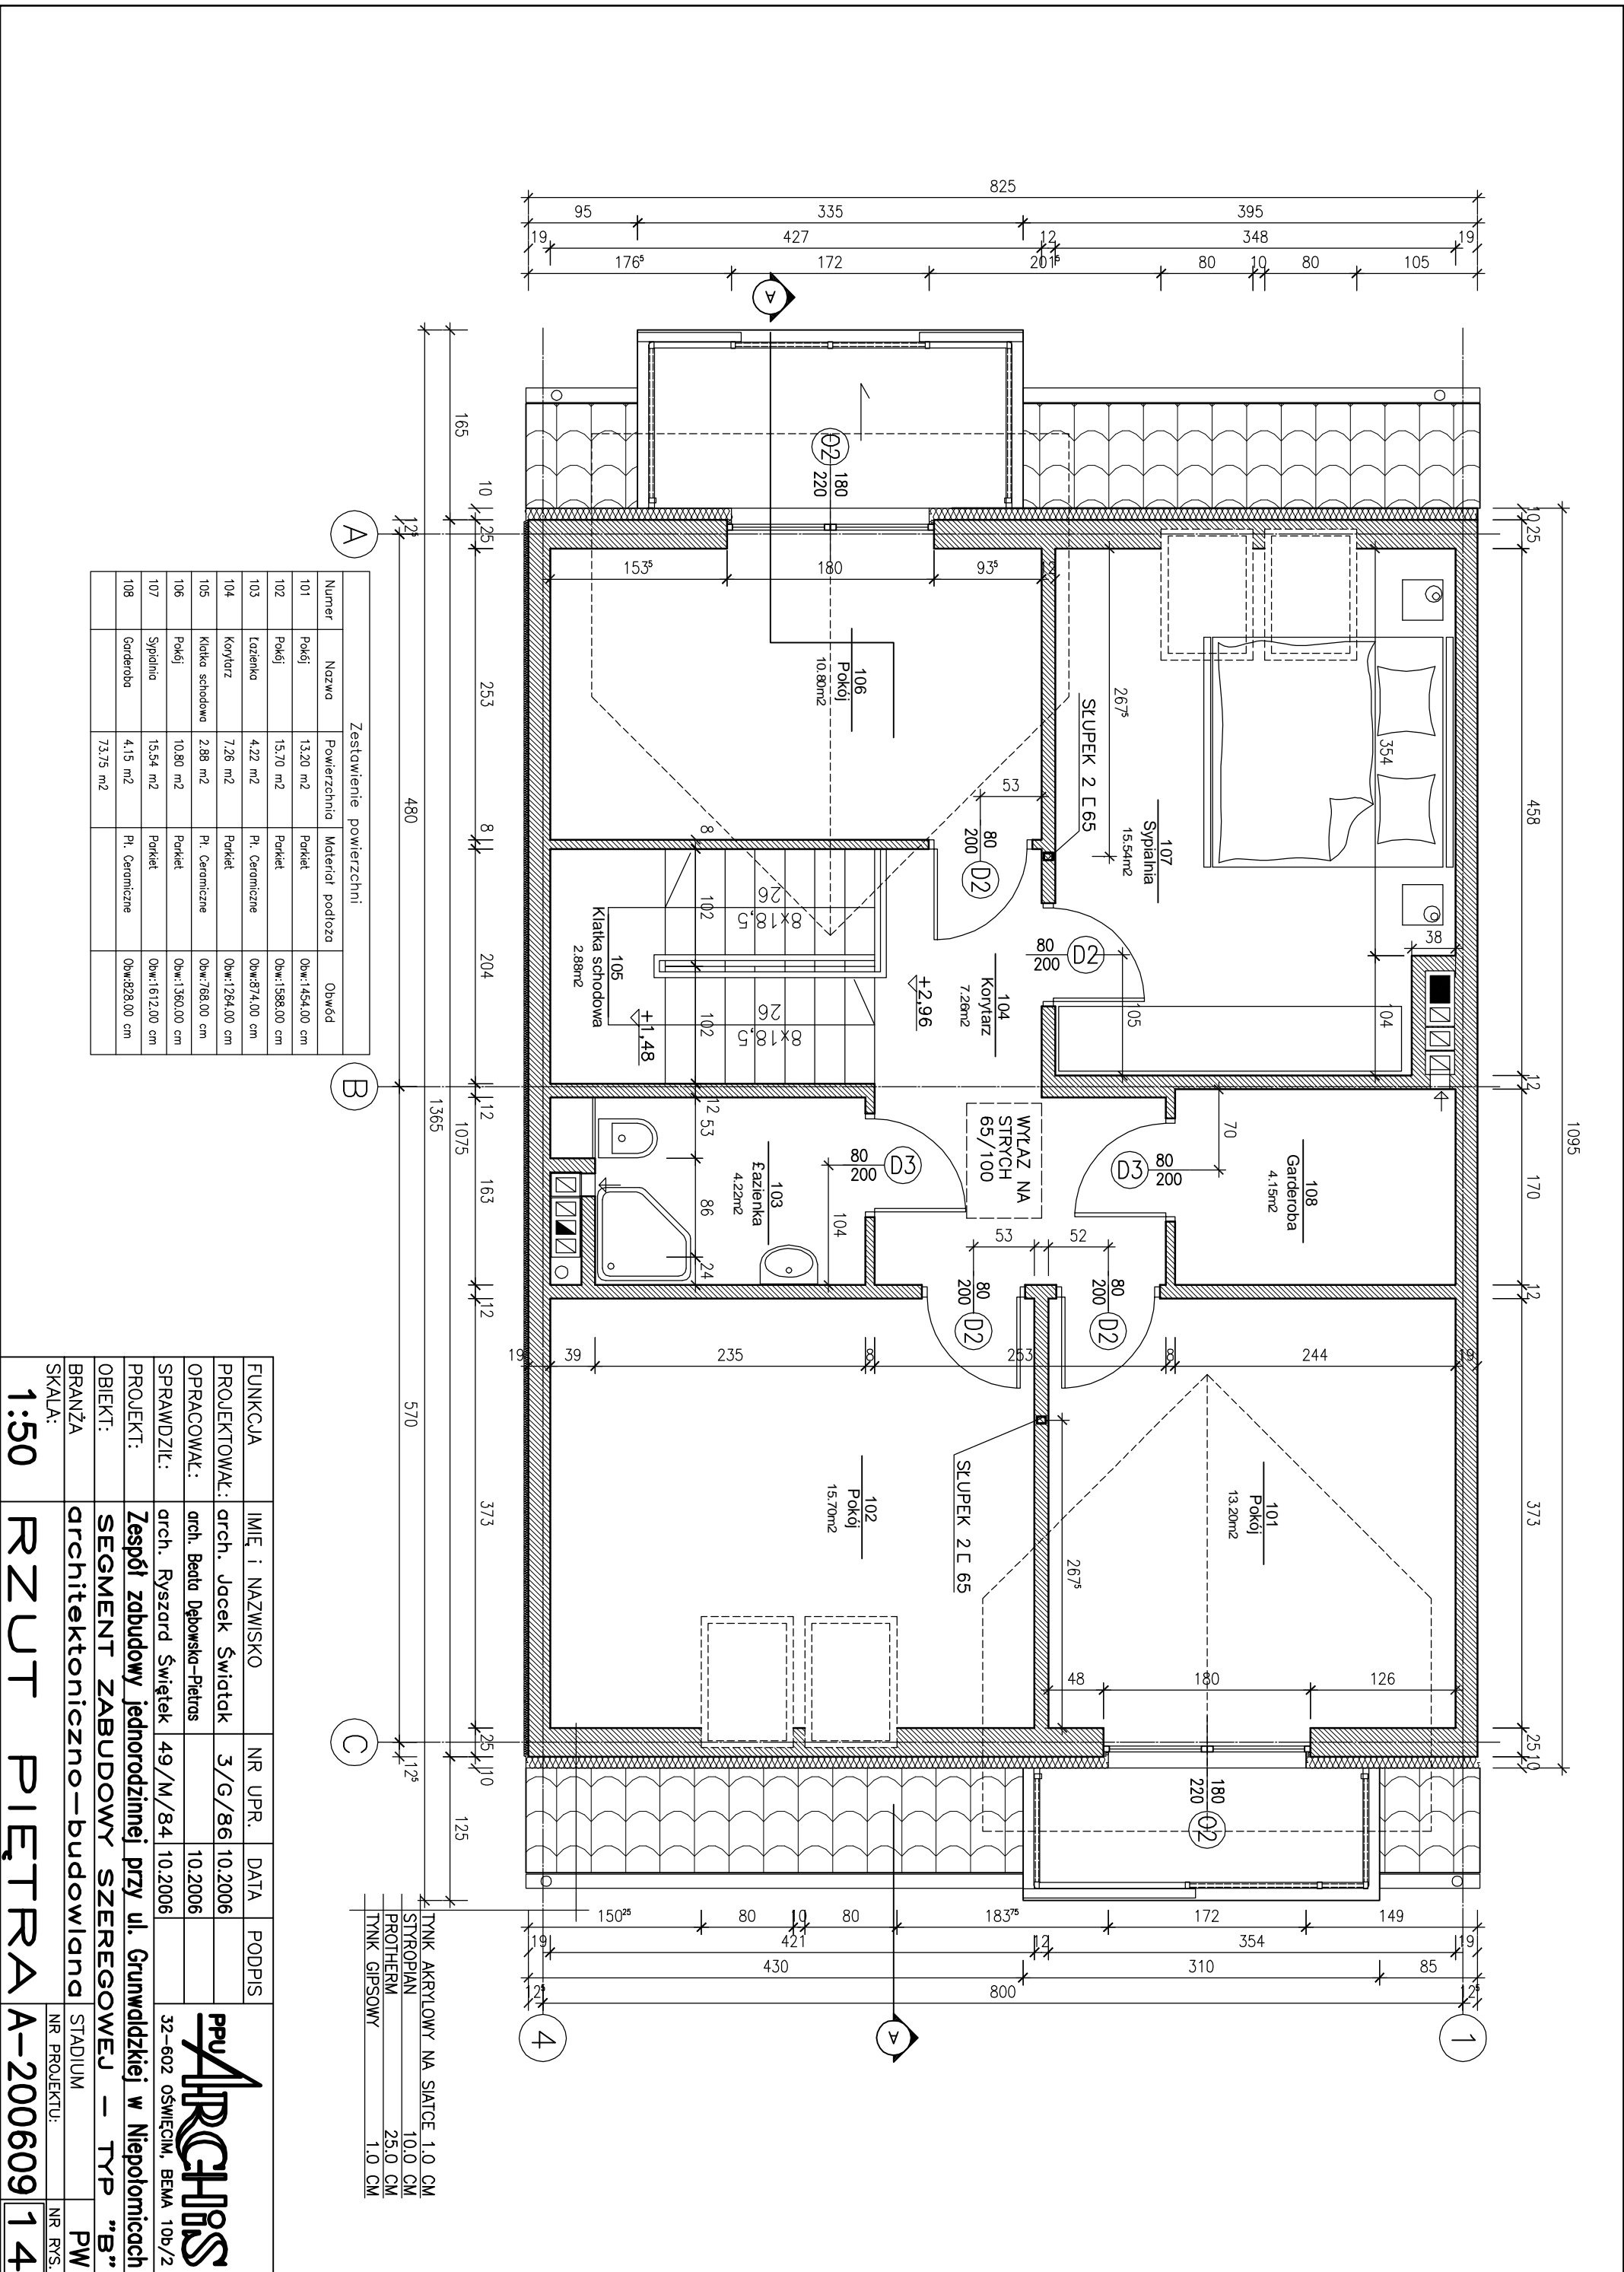 825
95
335
395
19
427
12
348
19
176⁵
172
201⁵
80
10
80
105
A
165
10
25
253
8
204
12
163
12
373
25
10
125
12⁵
480
570
12⁵
1075
1365
10
25
458
12
170
12
373
25
10
1095
O2
180
220
153⁵
180
93⁵
12
106
Pokój
10.80m2
267⁵
SŁUPEK 2 [ 65
354
107
Sypialnia
15.54m2
53
80
200
D2
80
200
D2
105
104
38
8
102
102
8x18,5
26
8x18,5
26
105
Klatka schodowa
2.88m2
+1,48
+2,96
104
Korytarz
7.26m2
WYŁAZ NA
STRYCH
65/100
12
53
86
24
103
Łazienka
4.22m2
104
80
200
D3
80
200
D3
70
108
Garderoba
4.15m2
53
52
80
200
D2
80
200
D2
19
39
235
8
253
8
244
19
102
Pokój
15.70m2
SŁUPEK 2[ 65
267⁵
101
Pokój
13.20m2
48
180
126
180
220
O2
150²⁵
80
10
80
183⁷⁵
172
149
19
421
12
354
19
430
310
85
12⁵
800
12⁵
A
A
B
C
4
1
TYNK AKRYLOWY NA SIATCE 1.0 CM
STYROPIAN 10.0 CM
PROTHERM 25.0 CM
TYNK GIPSOWY 1.0 CM
Zestawienie powierzchni
Numer Nazwa Powierzchnia Materiał podłoża Obwód
101 Pokój 13.20 m2 Parkiet Obw:1454.00 cm
102 Pokój 15.70 m2 Parkiet Obw:1588.00 cm
103 Łazienka 4.22 m2 Pł. Ceramiczne Obw:874.00 cm
104 Korytarz 7.26 m2 Parkiet Obw:1264.00 cm
105 Klatka schodowa 2.88 m2 Pł. Ceramiczne Obw:768.00 cm
106 Pokój 10.80 m2 Parkiet Obw:1360.00 cm
107 Sypialnia 15.54 m2 Parkiet Obw:1612.00 cm
108 Garderoba 4.15 m2 Pł. Ceramiczne Obw:828.00 cm
73.75 m2
FUNKCJA IMIĘ i NAZWISKO NR UPR. DATA PODPIS
PROJEKTOWAŁ: arch. Jacek Światak 3/G/86 10.2006
OPRACOWAŁ: arch. Beata Dębowska-Pietras 10.2006
SPRAWDZIŁ: arch. Ryszard Świętek 49/M/84 10.2006
PPU ARCHiS
32-602 OŚWIĘCIM, BEMA 10b/2
PROJEKT: Zespół zabudowy jednorodzinnej przy ul. Grunwaldzkiej w Niepołomicach
OBIEKT: SEGMENT ZABUDOWY SZEREGOWEJ - TYP "B"
BRANŻA architektoniczno-budowlana STADIUM PW
SKALA: 1:50 RZUT PIĘTRA NR PROJEKTU: A-200609 NR RYS. 14